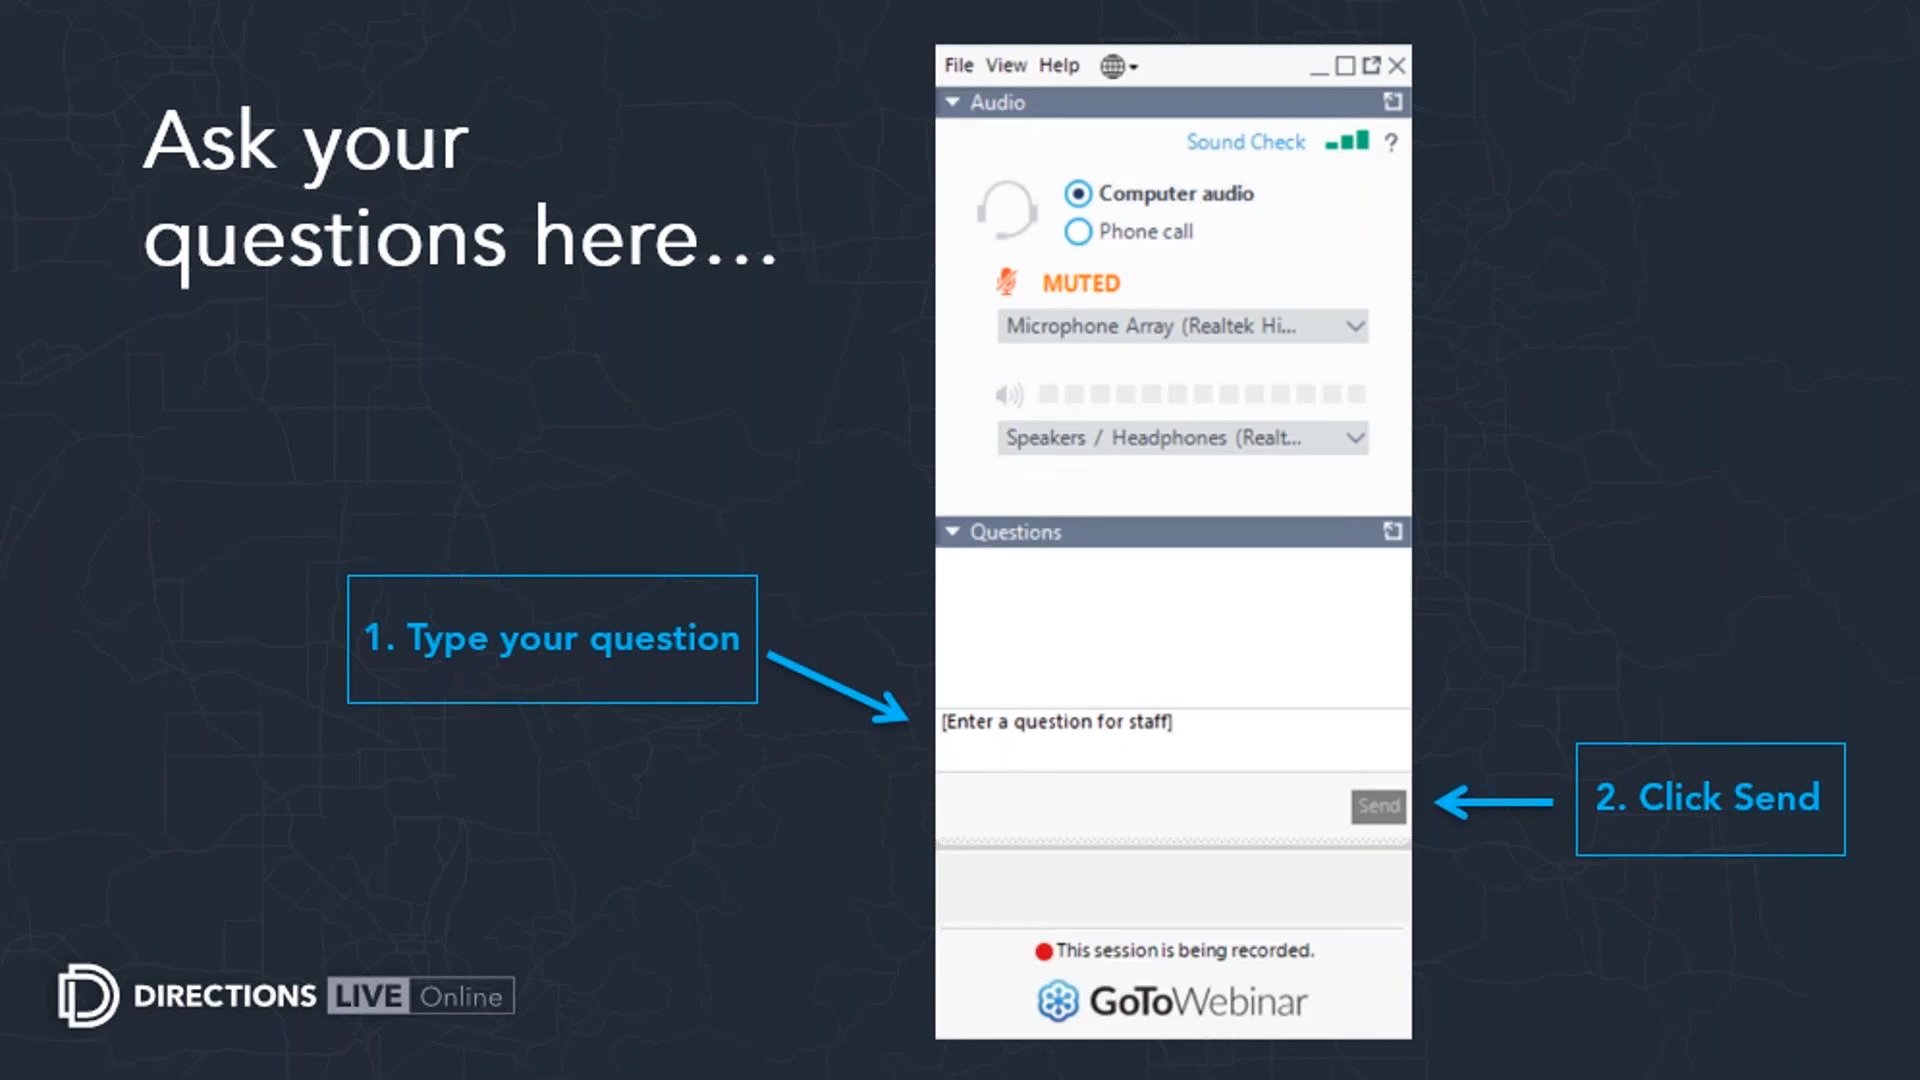 Ask your
questions here...
File View Help
Audio
Sound Check ?
Computer audio
Phone call
MUTED
Microphone Array (Realtek Hi...
Speakers / Headphones (Realt...
Questions
1. Type your question
[Enter a question for staff]
Send
2. Click Send
This session is being recorded.
GoToWebinar
DIRECTIONS LIVE Online